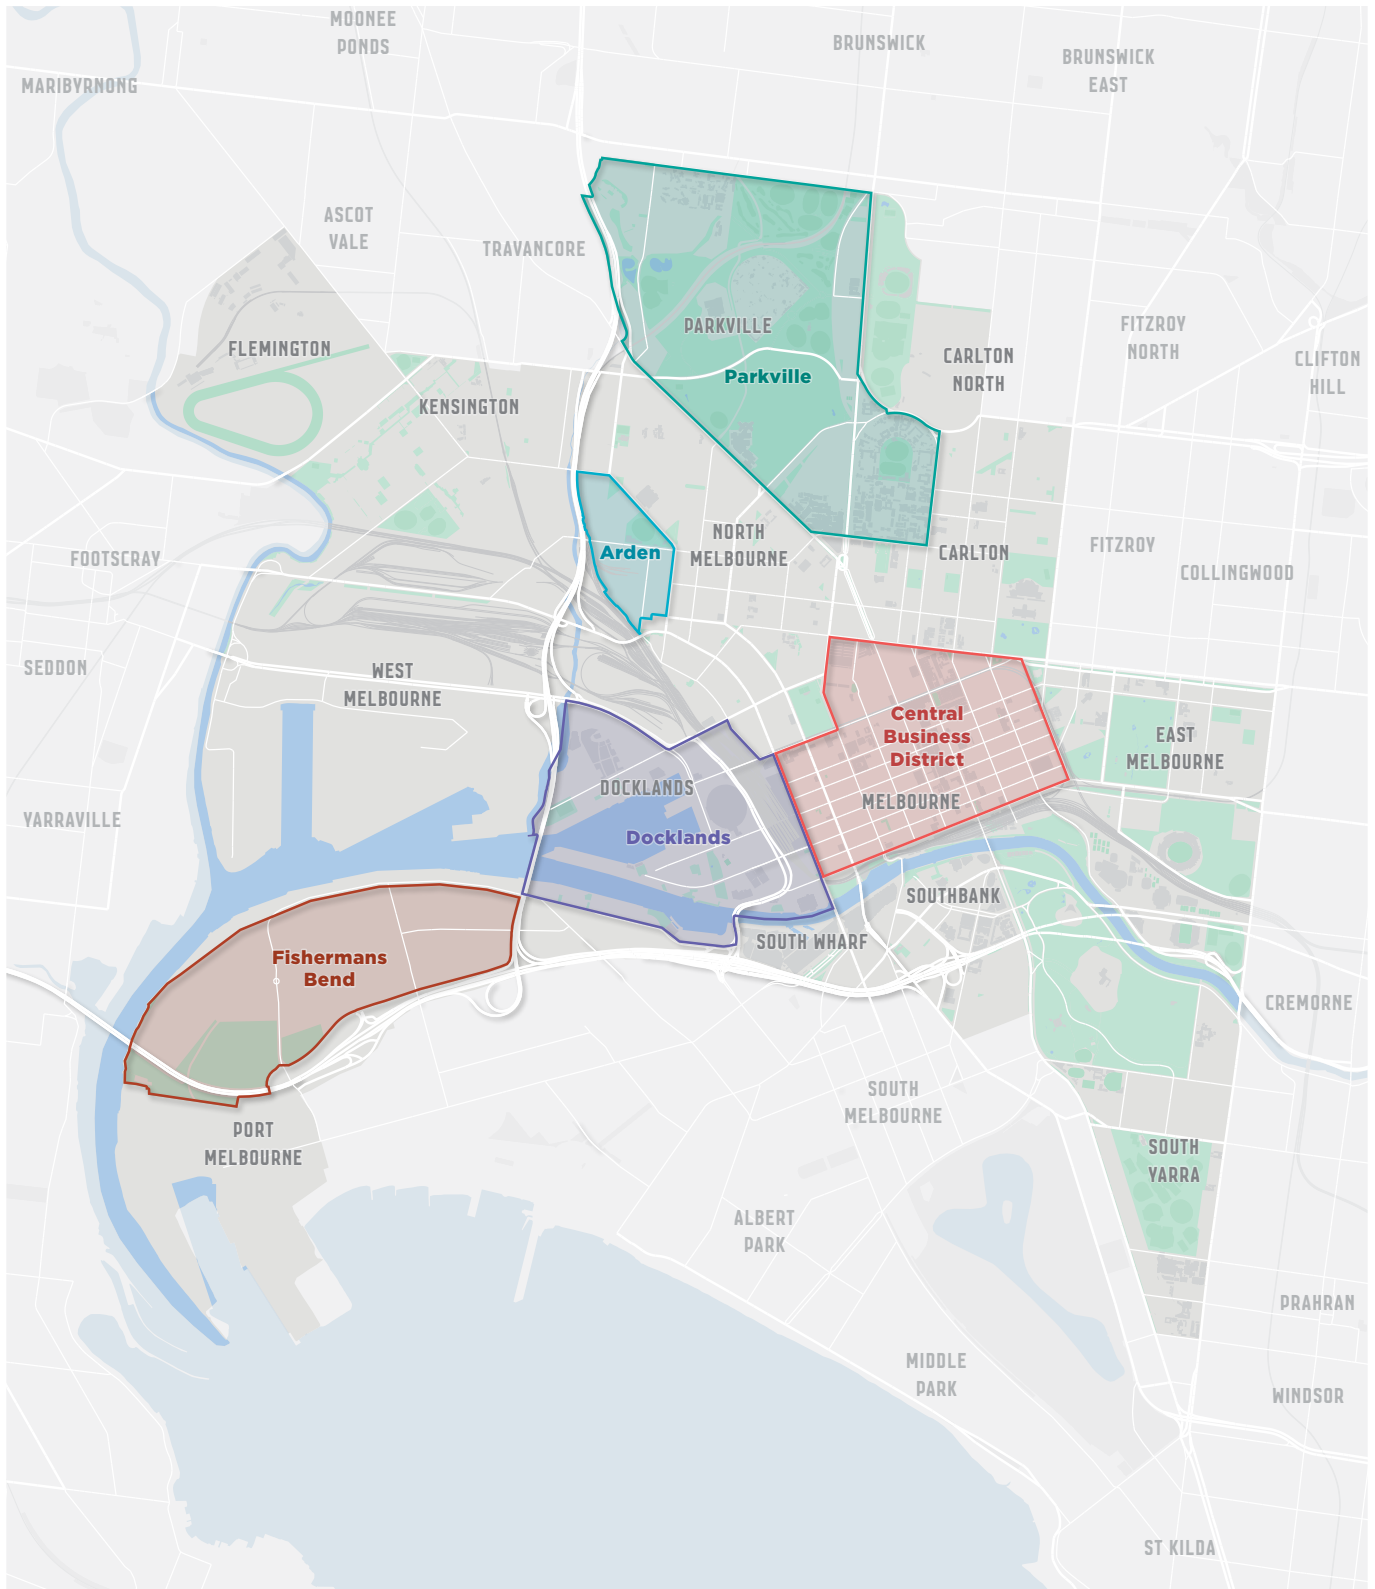 MOONEE
PONDS
BRUNSWICK
BRUNSWICK
EAST
MARIBYRNONG
ASCOT
VALE
TRAVANCORE
PARKVILLE
Parkville
FLEMINGTON
KENSINGTON
CARLTON
NORTH
FITZROY
NORTH
CLIFTON
HILL
FOOTSCRAY
Arden
NORTH
MELBOURNE
CARLTON
FITZROY
COLLINGWOOD
SEDDON
WEST
MELBOURNE
Central
Business
District
MELBOURNE
EAST
MELBOURNE
DOCKLANDS
Docklands
YARRAVILLE
SOUTHBANK
SOUTH WHARF
Fishermans
Bend
CREMORNE
SOUTH
MELBOURNE
PORT
MELBOURNE
SOUTH
YARRA
ALBERT
PARK
PRAHRAN
MIDDLE
PARK
WINDSOR
ST KILDA